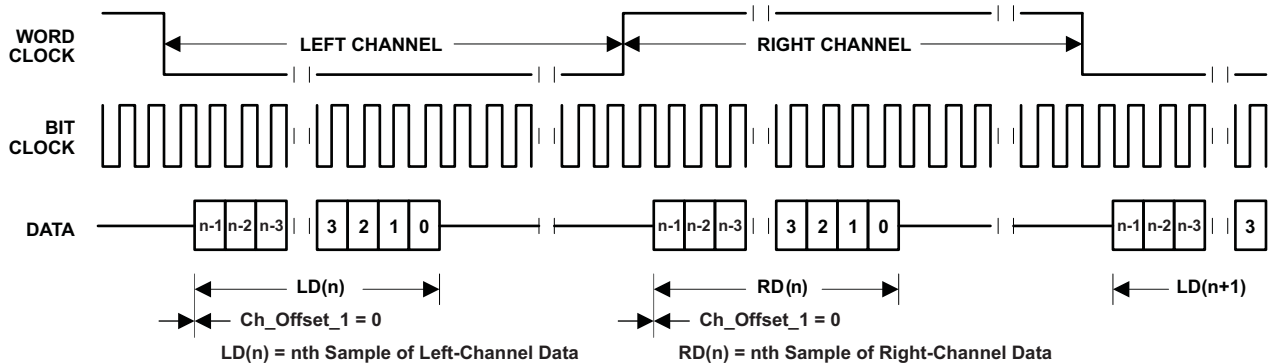 WORD CLOCK
LEFT CHANNEL
RIGHT CHANNEL
BIT CLOCK
DATA
n-1 n-2 n-3 3 2 1 0
n-1 n-2 n-3 3 2 1 0
n-1 n-2 n-3 3
LD(n)
RD(n)
LD(n+1)
Ch_Offset_1 = 0
Ch_Offset_1 = 0
LD(n) = nth Sample of Left-Channel Data
RD(n) = nth Sample of Right-Channel Data